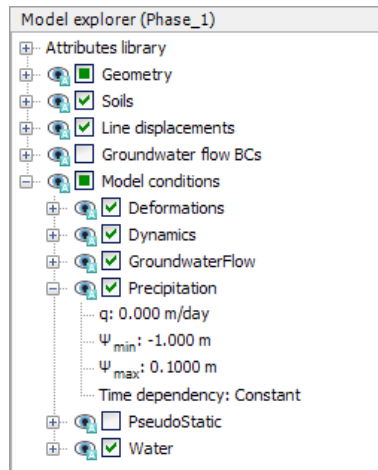 Model explorer (Phase_1)
Attributes library
Geometry
Soils
Line displacements
Groundwater flow BCs
Model conditions
Deformations
Dynamics
GroundwaterFlow
Precipitation
q: 0.000 m/day
Ψmin: -1.000 m
Ψmax: 0.1000 m
Time dependency: Constant
PseudoStatic
Water